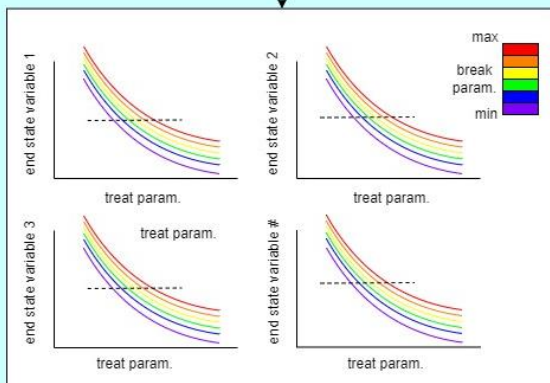 end state variable 1
treat param.
end state variable 2
treat param.
max
break
param.
min
end state variable 3
treat param.
treat param.
end state variable #
treat param.